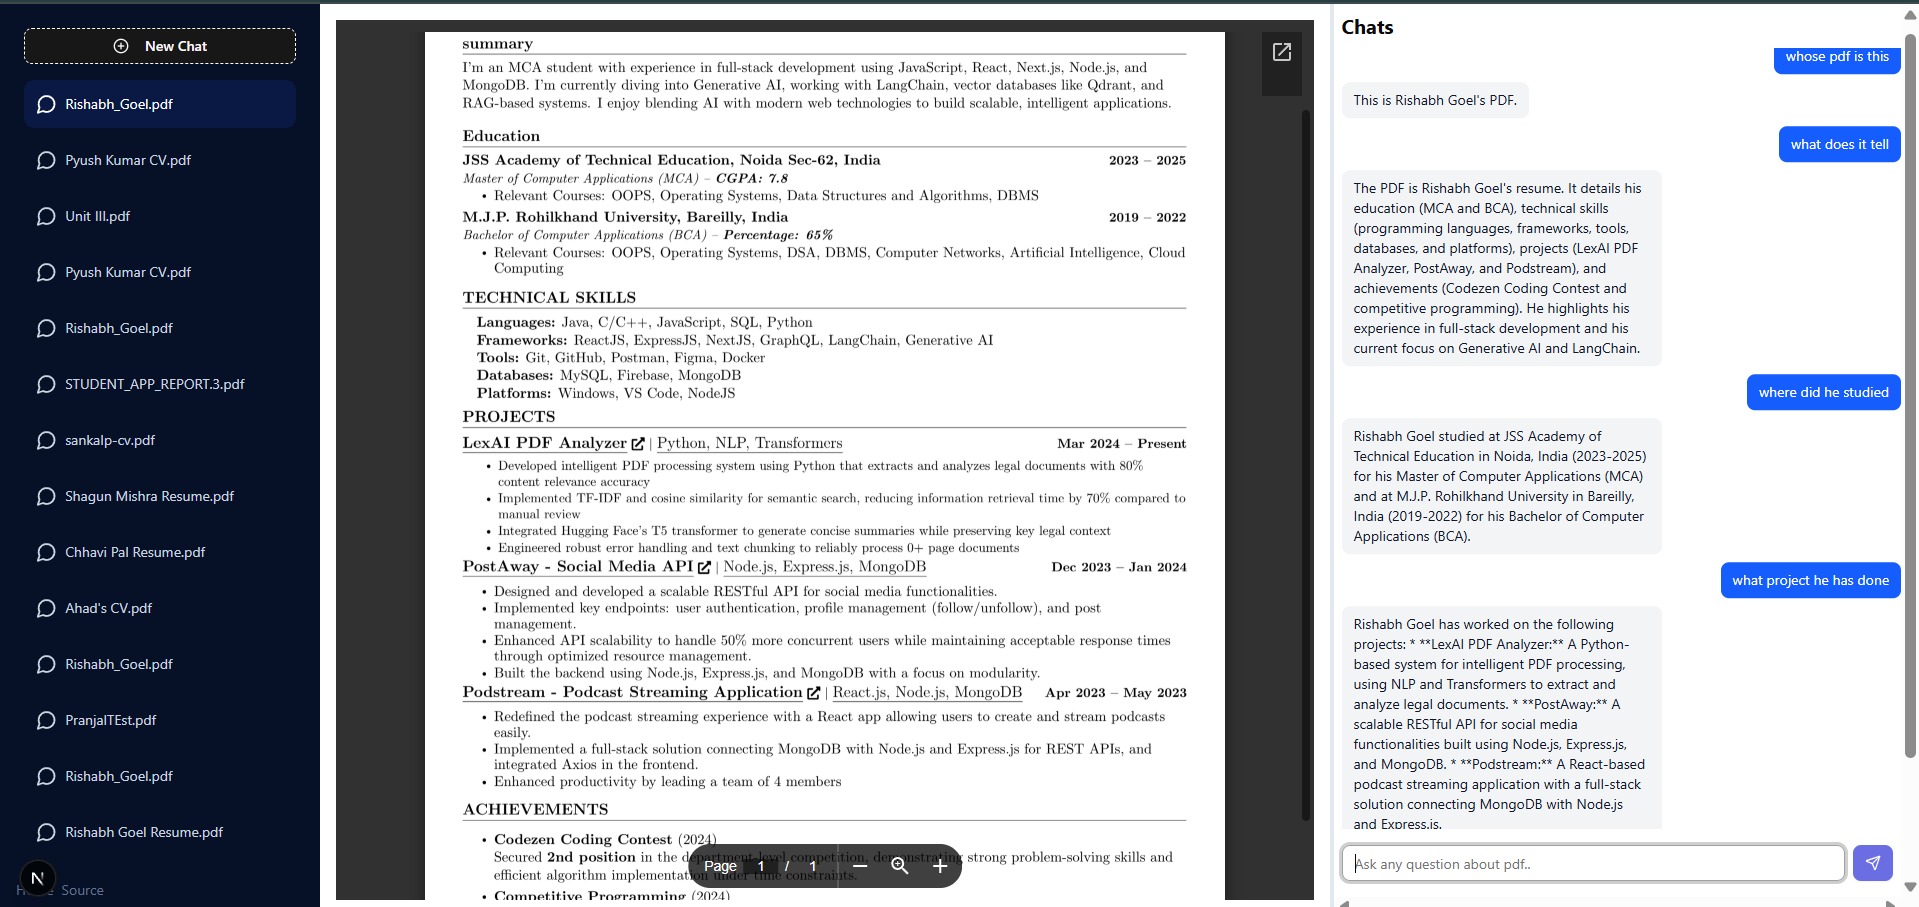 New Chat
Rishabh_Goel.pdf
Pyush Kumar CV.pdf
Unit III.pdf
Pyush Kumar CV.pdf
Rishabh_Goel.pdf
STUDENT_APP_REPORT.3.pdf
sankalp-cv.pdf
Shagun Mishra Resume.pdf
Chhavi Pal Resume.pdf
Ahad's CV.pdf
Rishabh_Goel.pdf
PranjalTEst.pdf
Rishabh_Goel.pdf
Rishabh Goel Resume.pdf
N
Source
summary
I'm an MCA student with experience in full-stack development using JavaScript, React, Next.js, Node.js, and
MongoDB. I'm currently diving into Generative AI, working with LangChain, vector databases like Qdrant, and
RAG-based systems. I enjoy blending AI with modern web technologies to build scalable, intelligent applications.
Education
JSS Academy of Technical Education, Noida Sec-62, India 2023 – 2025
Master of Computer Applications (MCA) – CGPA: 7.8
• Relevant Courses: OOPS, Operating Systems, Data Structures and Algorithms, DBMS
M.J.P. Rohilkhand University, Bareilly, India 2019 – 2022
Bachelor of Computer Applications (BCA) – Percentage: 65%
• Relevant Courses: OOPS, Operating Systems, DSA, DBMS, Computer Networks, Artificial Intelligence, Cloud
Computing
TECHNICAL SKILLS
Languages: Java, C/C++, JavaScript, SQL, Python
Frameworks: ReactJS, ExpressJS, NextJS, GraphQL, LangChain, Generative AI
Tools: Git, GitHub, Postman, Figma, Docker
Databases: MySQL, Firebase, MongoDB
Platforms: Windows, VS Code, NodeJS
PROJECTS
LexAI PDF Analyzer | Python, NLP, Transformers Mar 2024 – Present
• Developed intelligent PDF processing system using Python that extracts and analyzes legal documents with 80%
content relevance accuracy
• Implemented TF-IDF and cosine similarity for semantic search, reducing information retrieval time by 70% compared to
manual review
• Integrated Hugging Face's T5 transformer to generate concise summaries while preserving key legal context
• Engineered robust error handling and text chunking to reliably process 0+ page documents
PostAway - Social Media API | Node.js, Express.js, MongoDB Dec 2023 – Jan 2024
• Designed and developed a scalable RESTful API for social media functionalities.
• Implemented key endpoints: user authentication, profile management (follow/unfollow), and post
management.
• Enhanced API scalability to handle 50% more concurrent users while maintaining acceptable response times
through optimized resource management.
• Built the backend using Node.js, Express.js, and MongoDB with a focus on modularity.
Podstream - Podcast Streaming Application | React.js, Node.js, MongoDB Apr 2023 – May 2023
• Redefined the podcast streaming experience with a React app allowing users to create and stream podcasts
easily.
• Implemented a full-stack solution connecting MongoDB with Node.js and Express.js for REST APIs, and
integrated Axios in the frontend.
• Enhanced productivity by leading a team of 4 members
ACHIEVEMENTS
• Codezen Coding Contest (2024)
Secured 2nd position in the department-level competition, demonstrating strong problem-solving skills and
efficient algorithm implementation under time constraints.
• Competitive Programming (2024)
Page 1 / 1
Chats
whose pdf is this
This is Rishabh Goel's PDF.
what does it tell
The PDF is Rishabh Goel's resume. It details his
education (MCA and BCA), technical skills
(programming languages, frameworks, tools,
databases, and platforms), projects (LexAI PDF
Analyzer, PostAway, and Podstream), and
achievements (Codezen Coding Contest and
competitive programming). He highlights his
experience in full-stack development and his
current focus on Generative AI and LangChain.
where did he studied
Rishabh Goel studied at JSS Academy of
Technical Education in Noida, India (2023-2025)
for his Master of Computer Applications (MCA)
and at M.J.P. Rohilkhand University in Bareilly,
India (2019-2022) for his Bachelor of Computer
Applications (BCA).
what project he has done
Rishabh Goel has worked on the following
projects: * **LexAI PDF Analyzer:** A Python-
based system for intelligent PDF processing,
using NLP and Transformers to extract and
analyze legal documents. * **PostAway:** A
scalable RESTful API for social media
functionalities built using Node.js, Express.js,
and MongoDB. * **Podstream:** A React-based
podcast streaming application with a full-stack
solution connecting MongoDB with Node.js
and Express.js.
Ask any question about pdf..